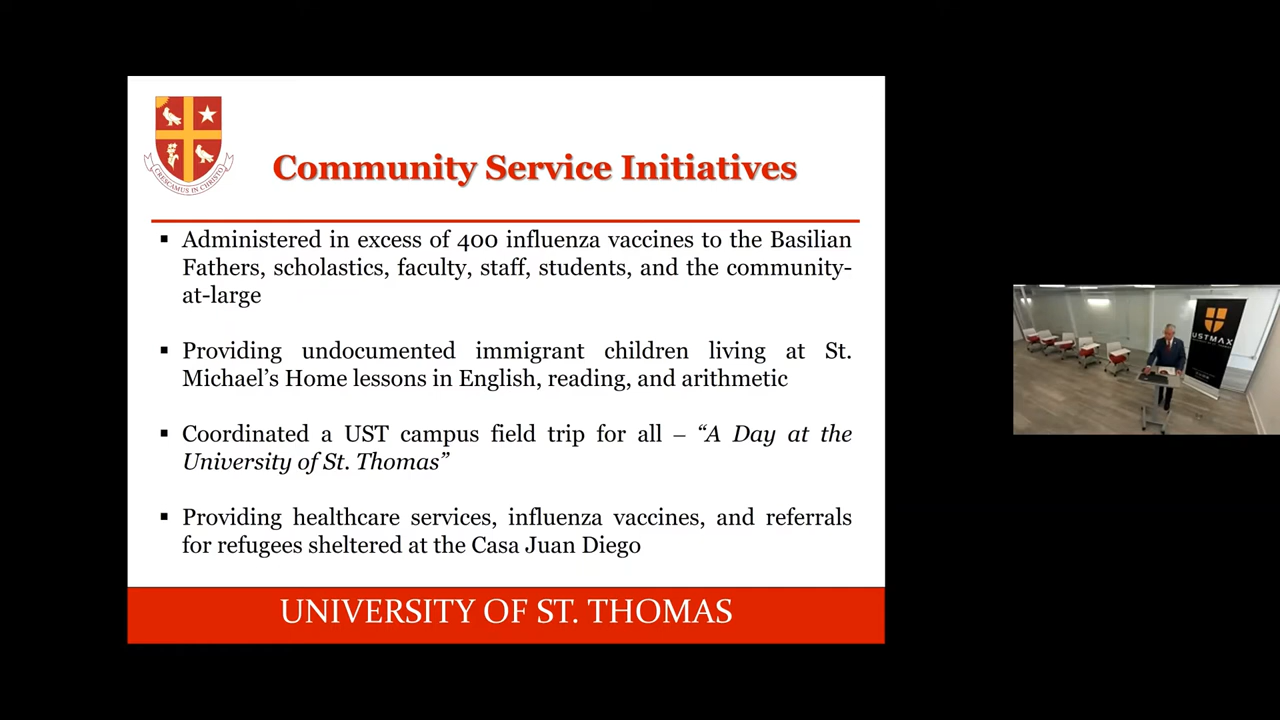 Community Service Initiatives
▪ Administered in excess of 400 influenza vaccines to the Basilian
Fathers, scholastics, faculty, staff, students, and the community-
at-large
▪ Providing undocumented immigrant children living at St.
Michael's Home lessons in English, reading, and arithmetic
▪ Coordinated a UST campus field trip for all – “A Day at the
University of St. Thomas”
▪ Providing healthcare services, influenza vaccines, and referrals
for refugees sheltered at the Casa Juan Diego
UNIVERSITY OF ST. THOMAS
CRESCAMUS IN CHRISTO
USTMAX